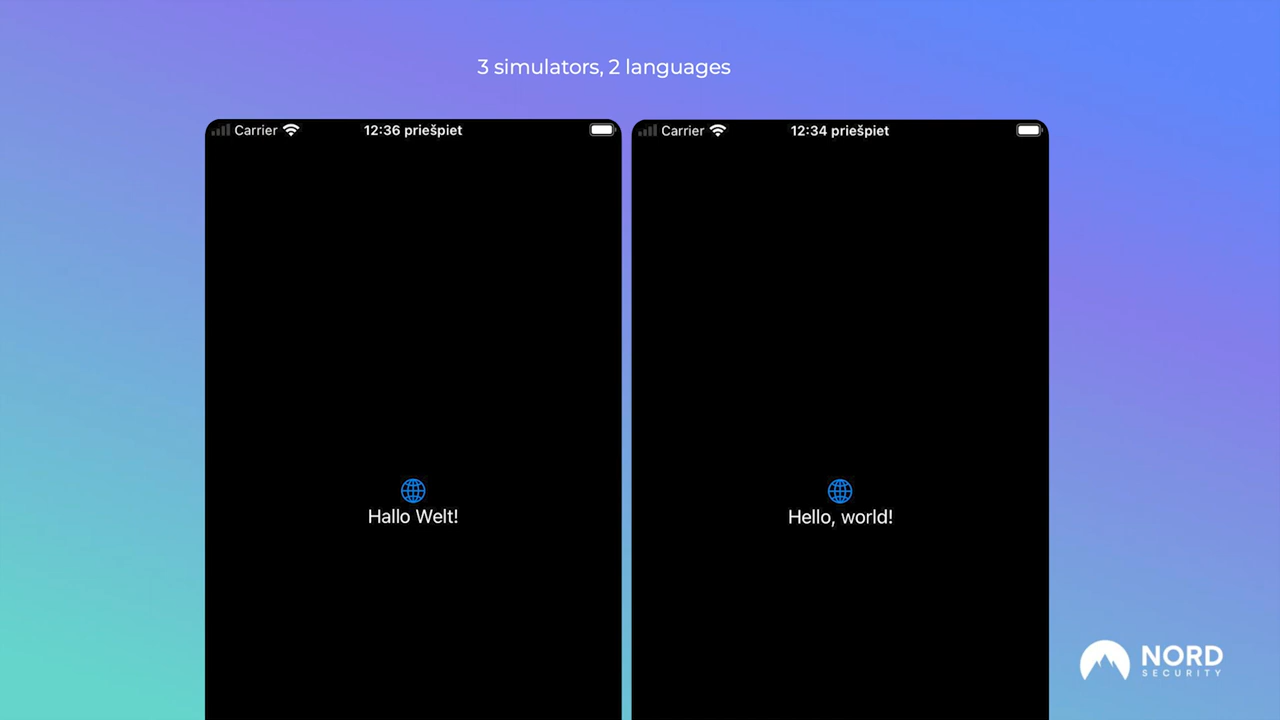 3 simulators, 2 languages
Carrier 12:36 priešpiet
Carrier 12:34 priešpiet
Hallo Welt!
Hello, world!
NORD
SECURITY